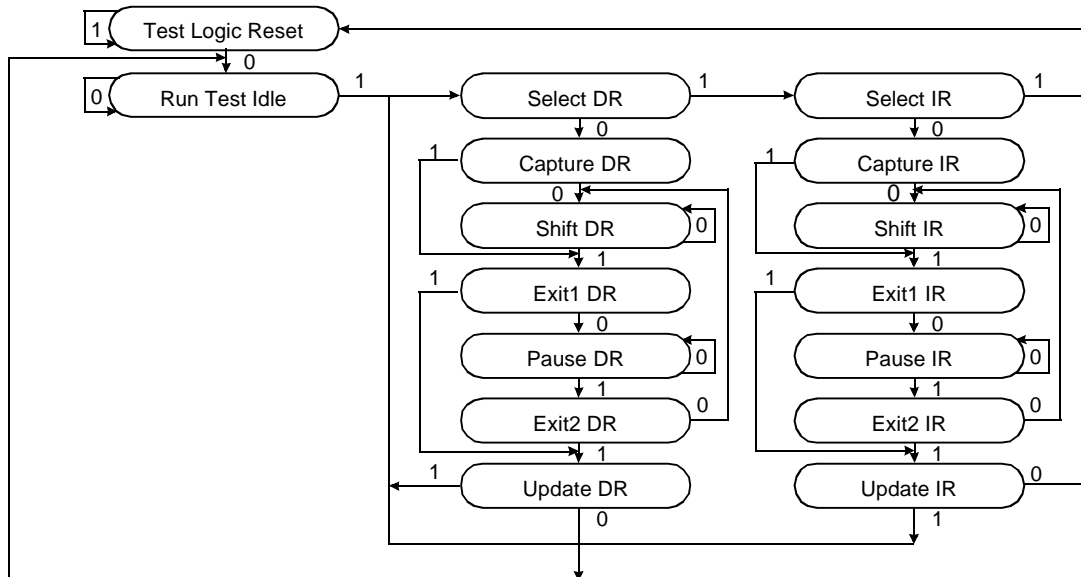 1 Test Logic Reset
0
0 Run Test Idle 1 Select DR 1 Select IR 1
0 0
1 Capture DR 1 Capture IR
0 0
Shift DR 0 Shift IR 0
1 1
1 Exit1 DR 1 Exit1 IR
0 0
Pause DR 0 Pause IR 0
1 1
Exit2 DR 0 Exit2 IR 0
1 1
1 Update DR Update IR 0
0 1